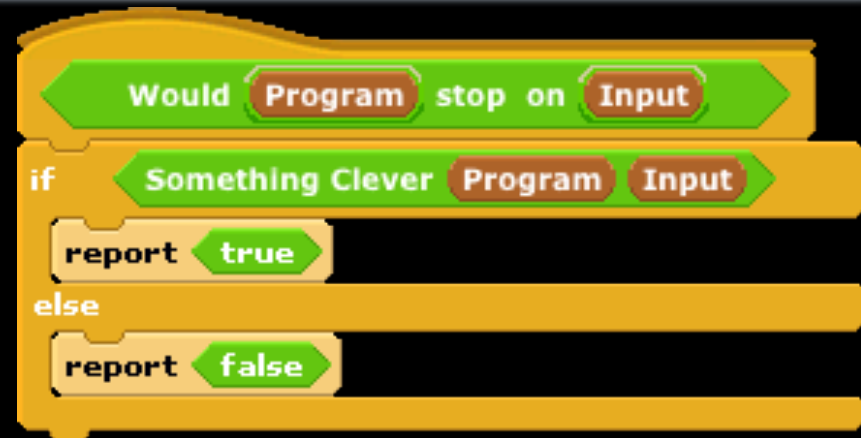 Would Program stop on Input
if Something Clever Program Input
report true
else
report false